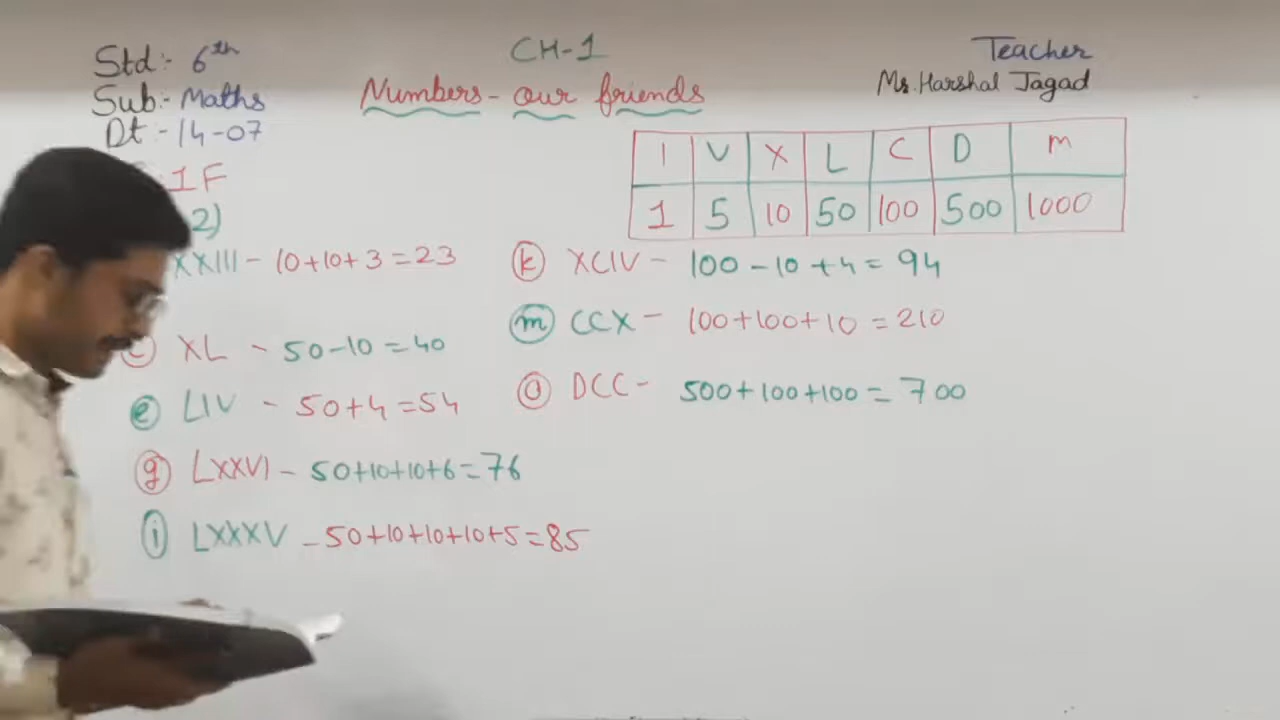 Std:- 6th
Sub:- Maths
Dt:- 14-07
CH-1
Numbers - our friends
Teacher
Mr. Harshal Jagad
I V X L C D m
1 5 10 50 100 500 1000
1F
2)
XXIII - 10+10+3=23
XL - 50-10=40
e LIV - 50+4=54
g LXXVI - 50+10+10+6=76
i LXXXV - 50+10+10+10+5=85
k XCIV - 100-10+4=94
m CCX - 100+100+10=210
o DCC - 500+100+100=700